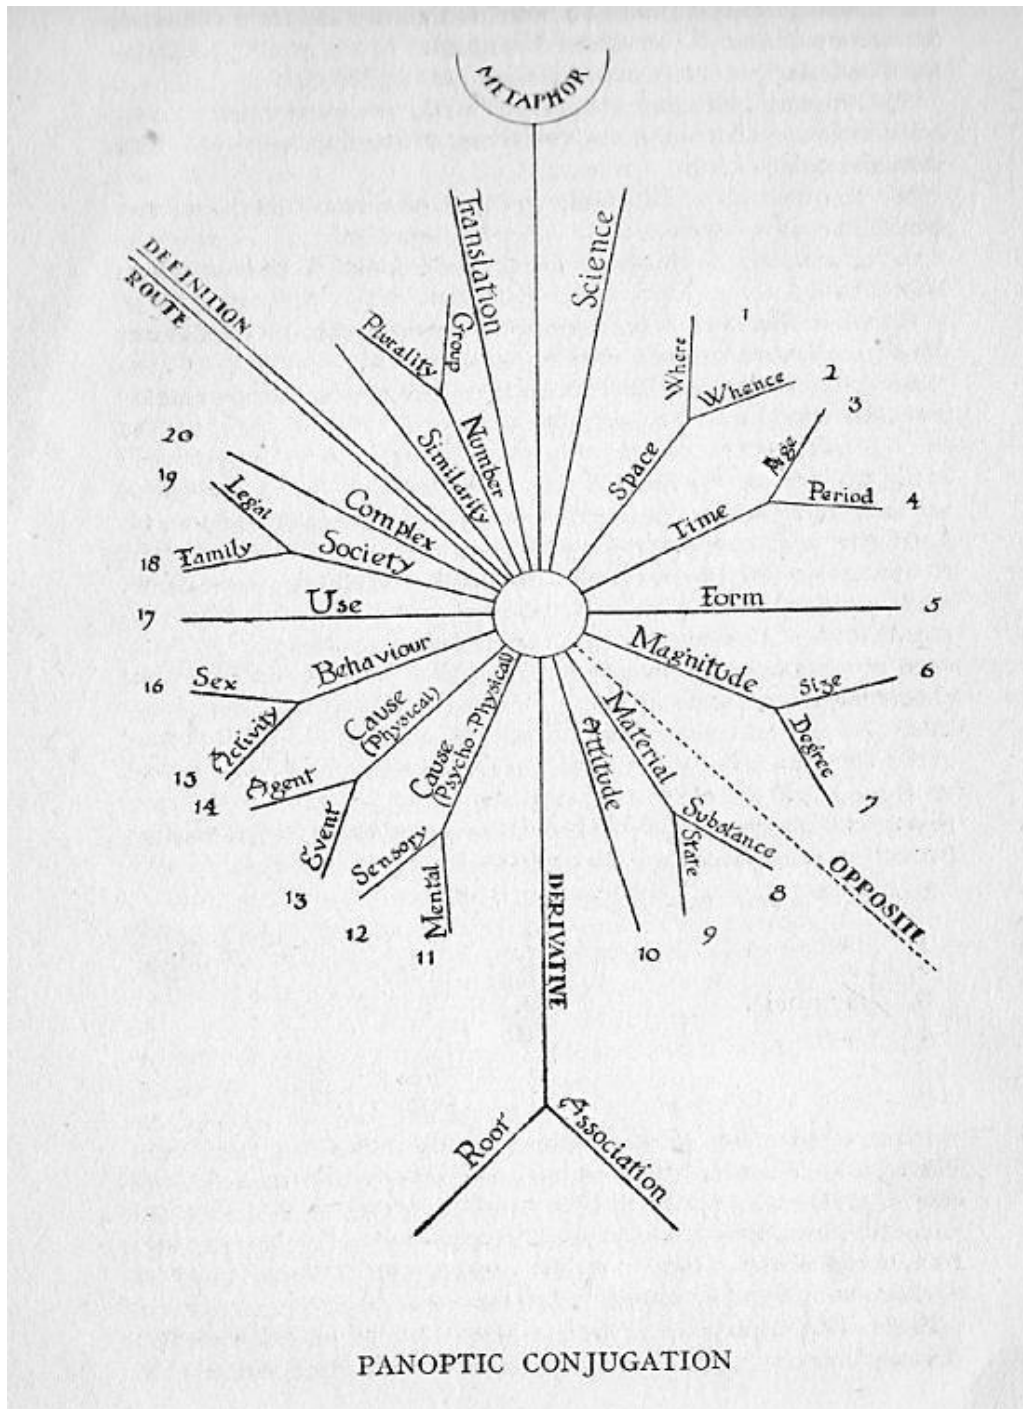 METAPHOR
Translation
Science
DEFINITION
ROUTE
Plurality
Group
Number
Similarity
Where
1
Whence
2
Space
3
Age
Period
4
Time
20
19
Legal
Complex
Society
18
Family
17
Use
Form
5
Magnitude
Size
6
Degree
7
Behaviour
16
Sex
Activity
15
Cause
(Physical)
14
Agent
Event
13
Cause
(Psycho-Physical)
Sensory
12
Mental
11
Attitude
10
Material
Substance
8
State
9
OPPOSITE
DERIVATIVE
Root
Association
PANOPTIC CONJUGATION